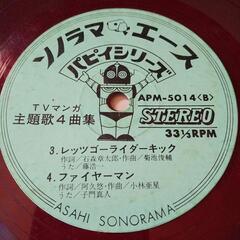 ソノラマ・エース
パピイシリーズ
TVマンガ
主題歌4曲集
APM-5014〈B〉
STEREO
33⅓RPM
3. レッツゴーライダーキック
作詞/石森章太郎・作曲/菊池俊輔
うた/藤浩一
4. ファイヤーマン
作詞/阿久悠・作曲/小林亜星
うた/子門真人
ASAHI SONORAMA